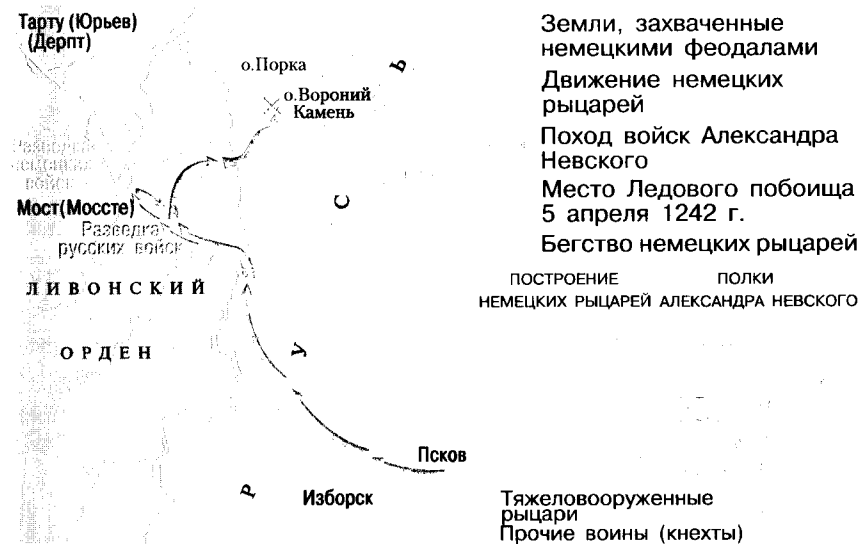 Тарту (Юрьев)
(Дерпт)
о.Порка
о.Вороний
Камень
Мост(Моссте)
Разведка
русских войск
ЛИВОНСКИЙ
ОРДЕН
Р У С Ь
Псков
Изборск
Земли, захваченные
немецкими феодалами
Движение немецких
рыцарей
Поход войск Александра
Невского
Место Ледового побоища
5 апреля 1242 г.
Бегство немецких рыцарей
ПОСТРОЕНИЕ
НЕМЕЦКИХ РЫЦАРЕЙ
ПОЛКИ
АЛЕКСАНДРА НЕВСКОГО
Тяжеловооруженные
рыцари
Прочие воины (кнехты)